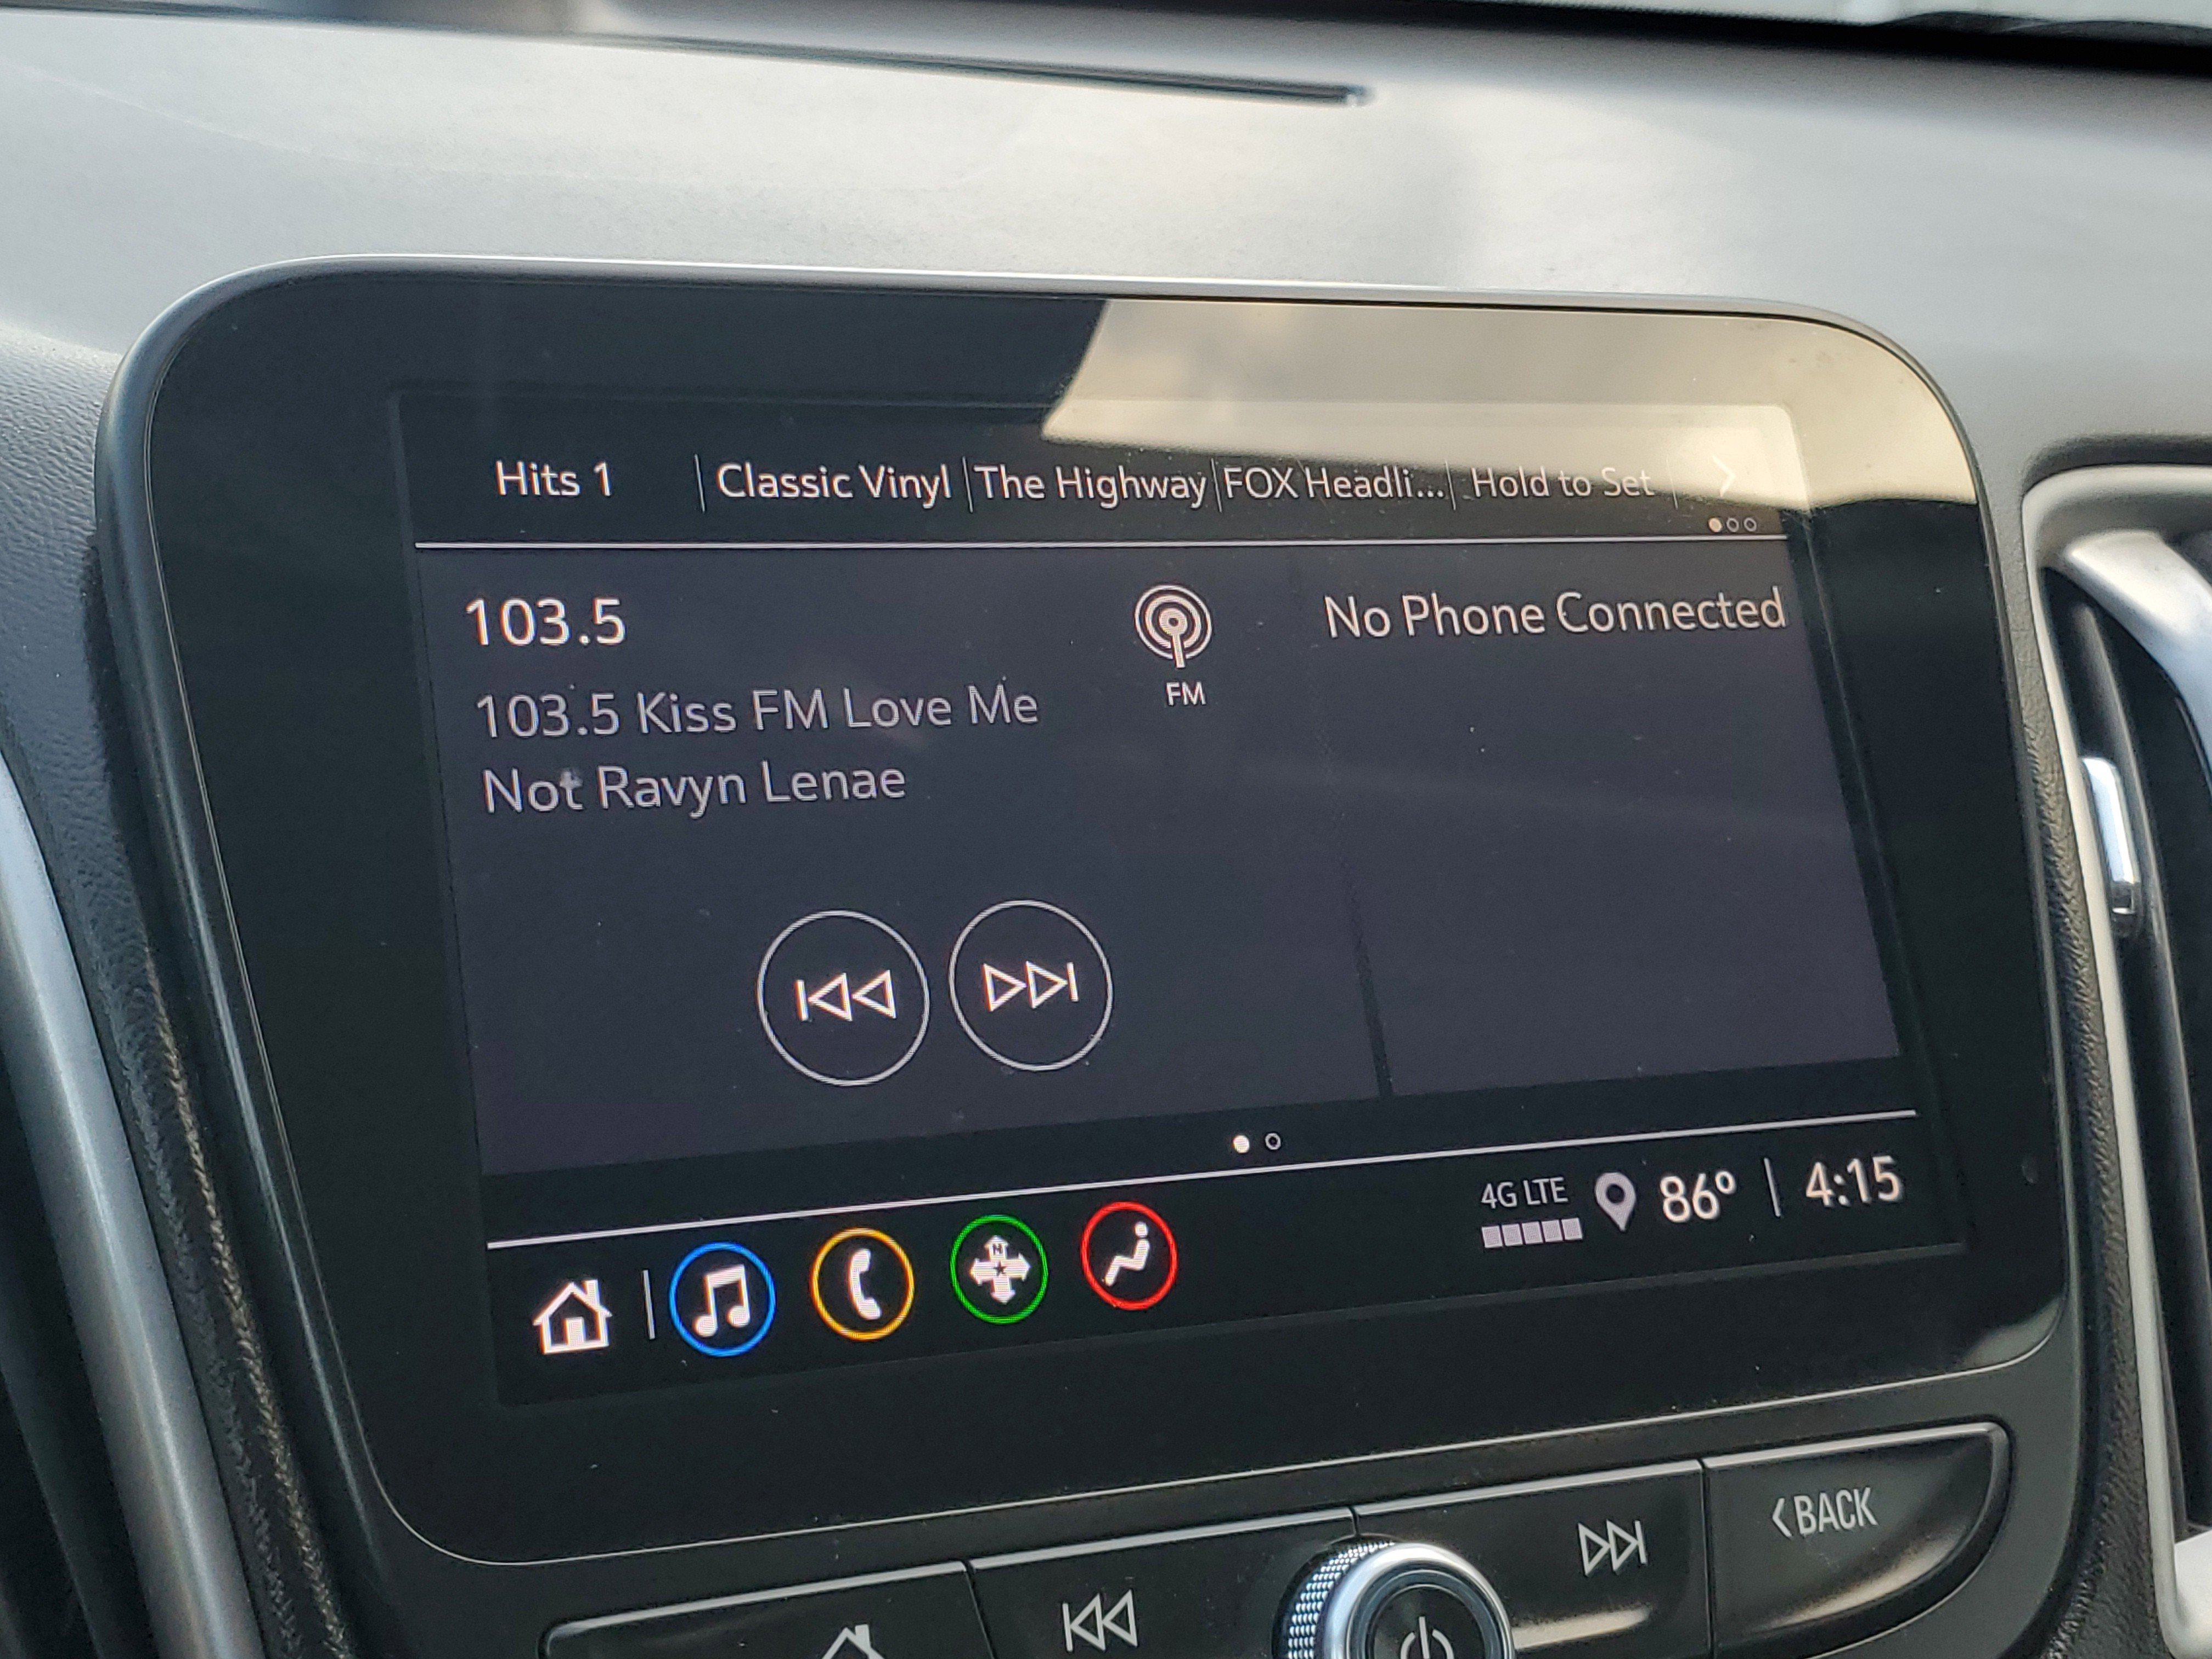 Hits 1 Classic Vinyl The Highway FOX Headli... Hold to Set
103.5
FM
No Phone Connected
103.5 Kiss FM Love Me
Not Ravyn Lenae
4G LTE 86° 4:15
N
<BACK